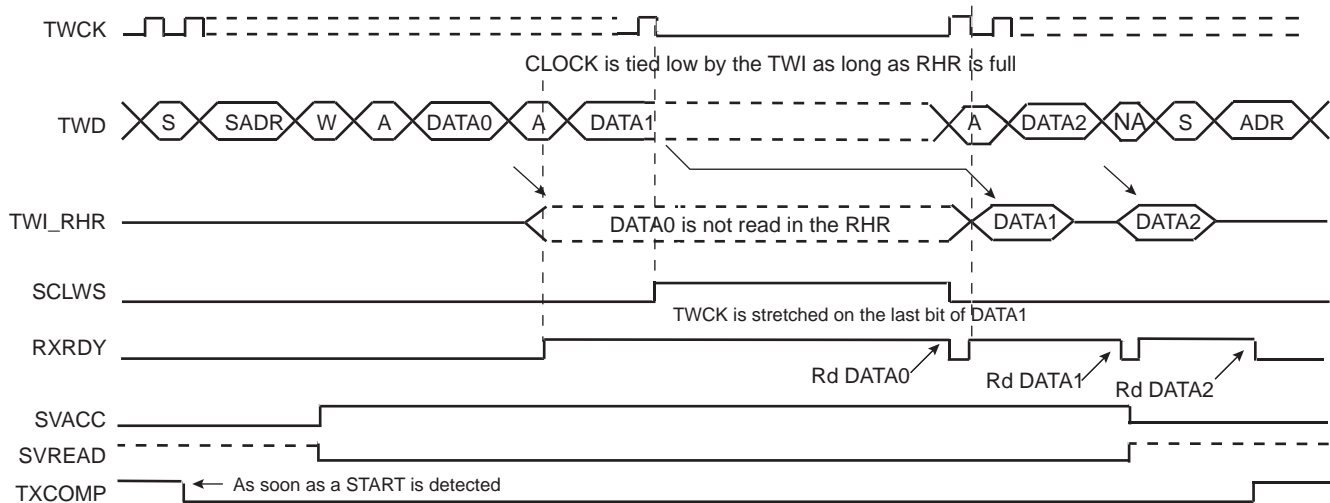 TWCK
CLOCK is tied low by the TWI as long as RHR is full
TWD S SADR W A DATA0 A DATA1 A DATA2 NA S ADR
TWI_RHR DATA0 is not read in the RHR DATA1 DATA2
SCLWS
TWCK is stretched on the last bit of DATA1
RXRDY
Rd DATA0 Rd DATA1 Rd DATA2
SVACC
SVREAD
TXCOMP As soon as a START is detected